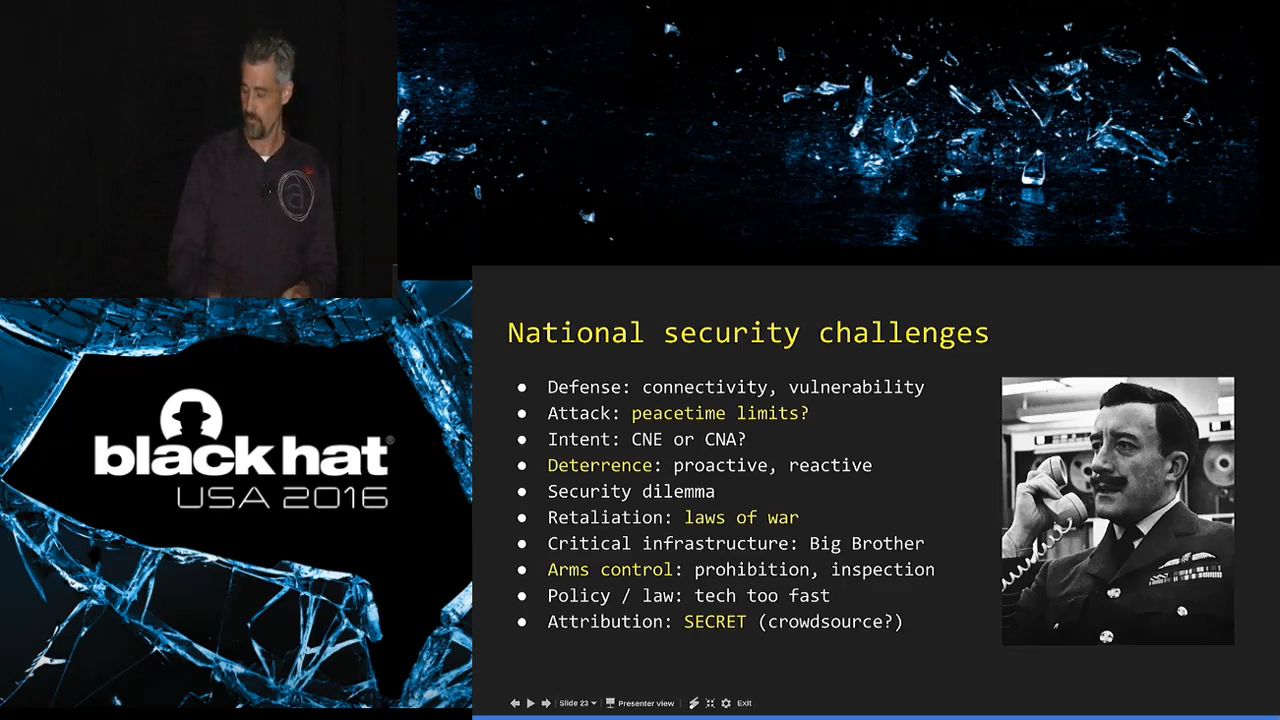 a
black hat®
USA 2016
National security challenges
● Defense: connectivity, vulnerability
● Attack: peacetime limits?
● Intent: CNE or CNA?
● Deterrence: proactive, reactive
● Security dilemma
● Retaliation: laws of war
● Critical infrastructure: Big Brother
● Arms control: prohibition, inspection
● Policy / law: tech too fast
● Attribution: SECRET (crowdsource?)
Slide 23 Presenter view Exit